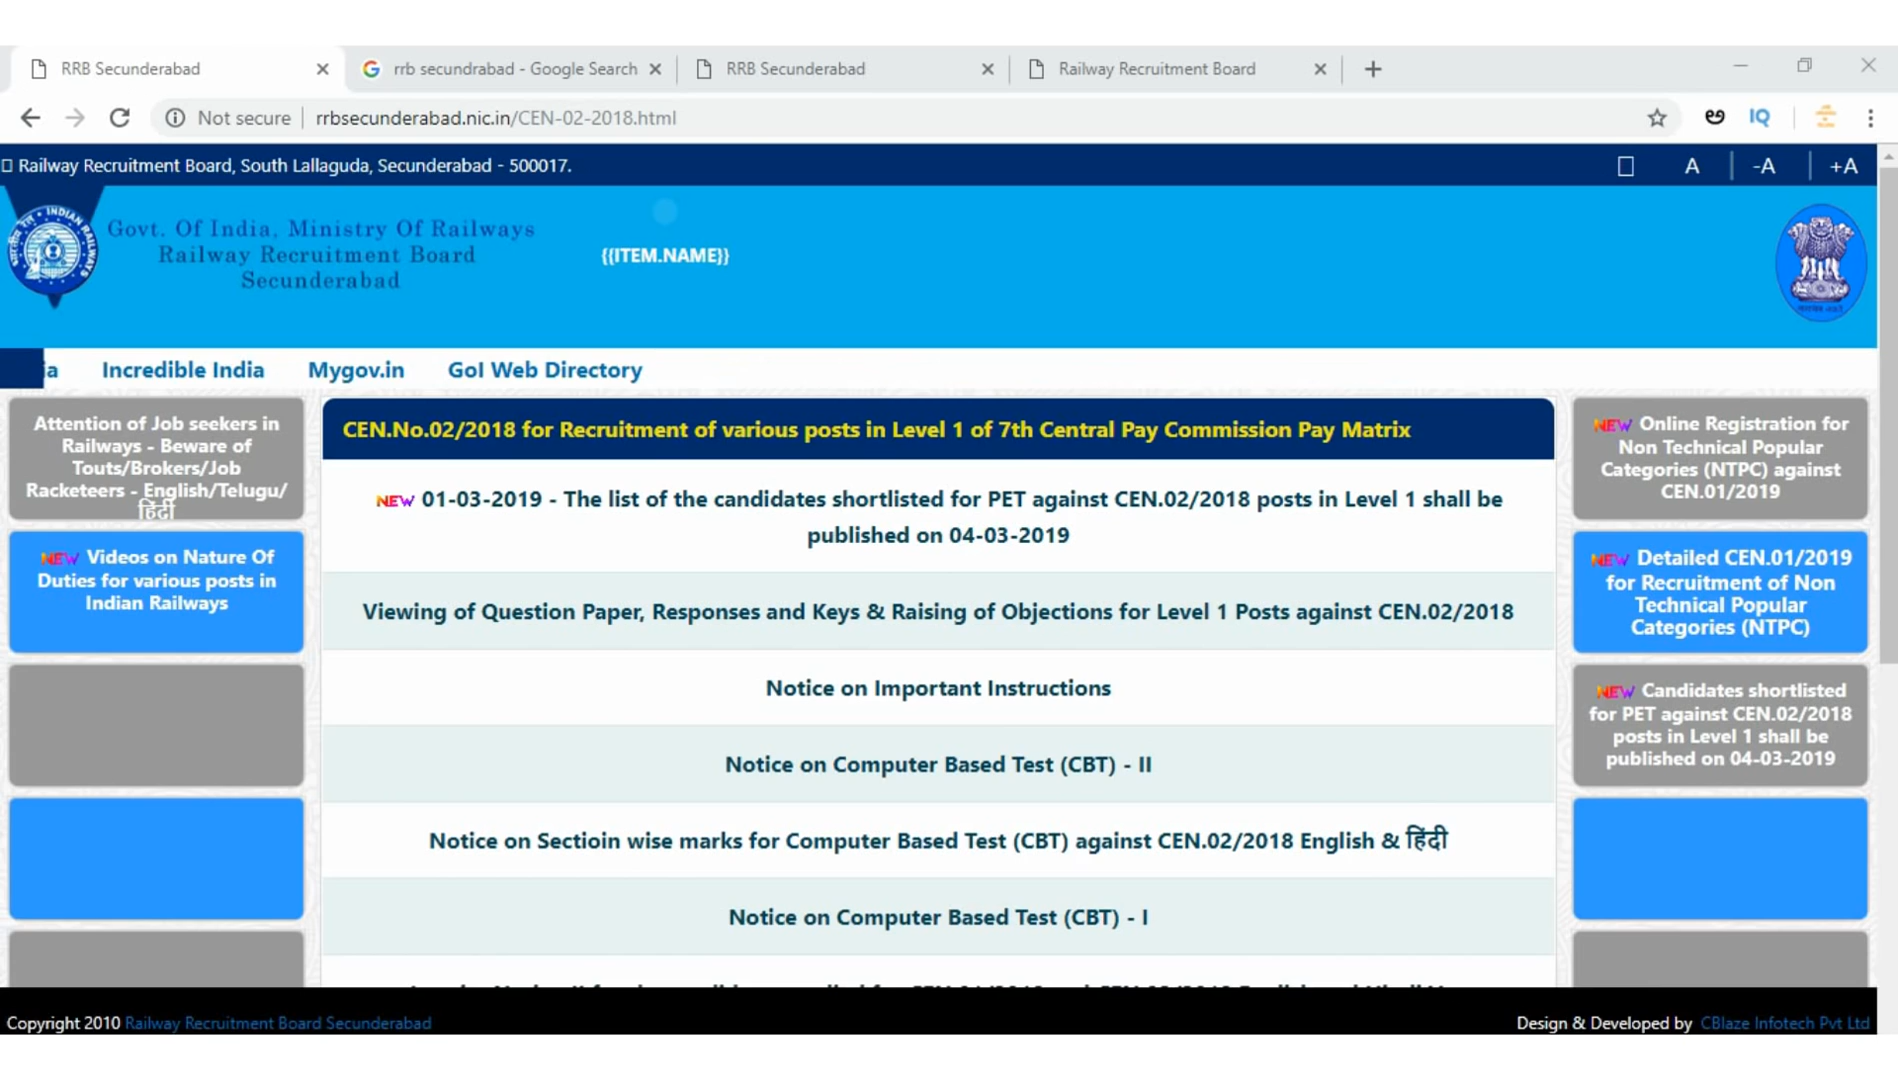 RRB Secunderabad
rrb secundrabad - Google Search
RRB Secunderabad
Railway Recruitment Board
Not secure
rrbsecunderabad.nic.in/CEN-02-2018.html
IQ
Railway Recruitment Board, South Lallaguda, Secunderabad - 500017.
A
-A
+A
INDIAN RAILWAYS
Govt. Of India, Ministry Of Railways
Railway Recruitment Board
Secunderabad
{{ITEM.NAME}}
ia
Incredible India
Mygov.in
GoI Web Directory
Attention of Job seekers in
Railways - Beware of
Touts/Brokers/Job
Racketeers - English/Telugu/
हिंदी
NEW Videos on Nature Of
Duties for various posts in
Indian Railways
CEN.No.02/2018 for Recruitment of various posts in Level 1 of 7th Central Pay Commission Pay Matrix
NEW 01-03-2019 - The list of the candidates shortlisted for PET against CEN.02/2018 posts in Level 1 shall be
published on 04-03-2019
Viewing of Question Paper, Responses and Keys & Raising of Objections for Level 1 Posts against CEN.02/2018
Notice on Important Instructions
Notice on Computer Based Test (CBT) - II
Notice on Sectioin wise marks for Computer Based Test (CBT) against CEN.02/2018 English & हिंदी
Notice on Computer Based Test (CBT) - I
NEW Online Registration for
Non Technical Popular
Categories (NTPC) against
CEN.01/2019
NEW Detailed CEN.01/2019
for Recruitment of Non
Technical Popular
Categories (NTPC)
NEW Candidates shortlisted
for PET against CEN.02/2018
posts in Level 1 shall be
published on 04-03-2019
Copyright 2010 Railway Recruitment Board Secunderabad
Design & Developed by CBlaze Infotech Pvt Ltd